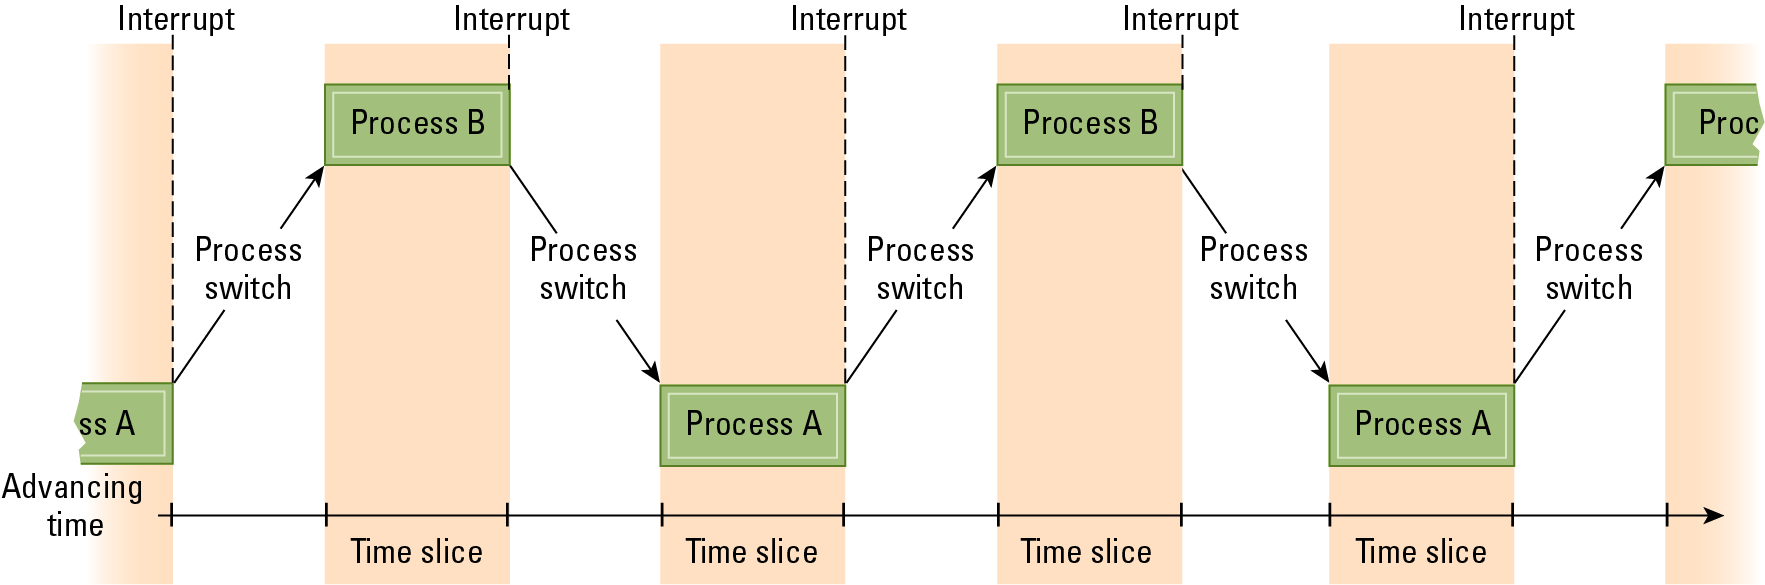 Interrupt
Interrupt
Interrupt
Interrupt
Interrupt
Process B
Process B
Proc
Process
switch
Process
switch
Process
switch
Process
switch
Process
switch
ss A
Process A
Process A
Advancing
time
Time slice
Time slice
Time slice
Time slice